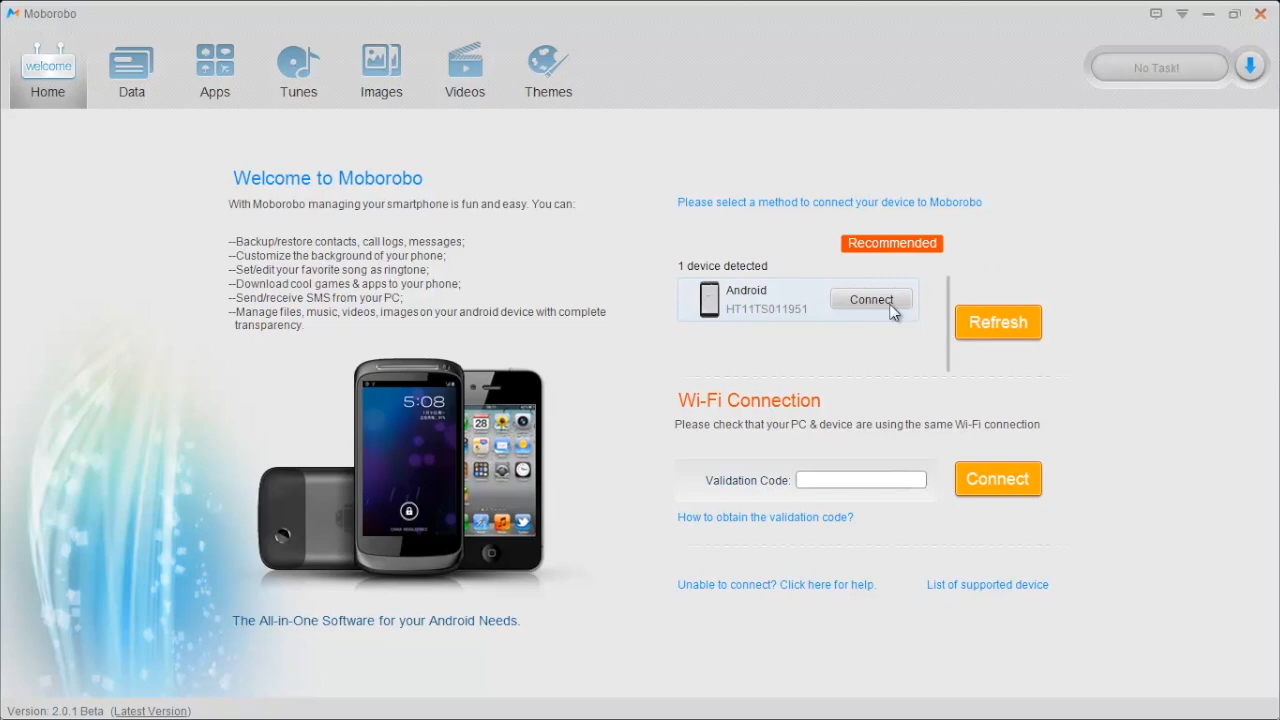 Moborobo
welcome
Home
Data
Apps
Tunes
Images
Videos
Themes
No Task!
Welcome to Moborobo
With Moborobo managing your smartphone is fun and easy. You can:
--Backup/restore contacts, call logs, messages;
--Customize the background of your phone;
--Set/edit your favorite song as ringtone;
--Download cool games & apps to your phone;
--Send/receive SMS from your PC;
--Manage files, music, videos, images on your android device with complete
transparency.
5:08
28
The All-in-One Software for your Android Needs.
Please select a method to connect your device to Moborobo
Recommended
1 device detected
Android
HT11TS011951
Connect
Refresh
Wi-Fi Connection
Please check that your PC & device are using the same Wi-Fi connection
Validation Code:
Connect
How to obtain the validation code?
Unable to connect? Click here for help.
List of supported device
Version: 2.0.1 Beta (Latest Version)